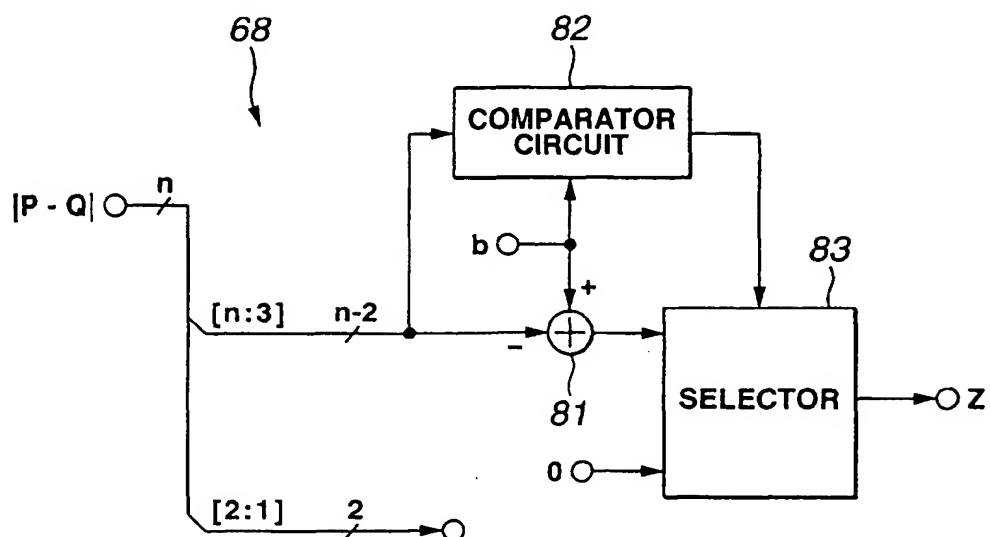 82
68
COMPARATOR
CIRCUIT
n
|P - Q|
b
83
+
[n:3]
n-2
-
81
SELECTOR
Z
0
[2:1]
2